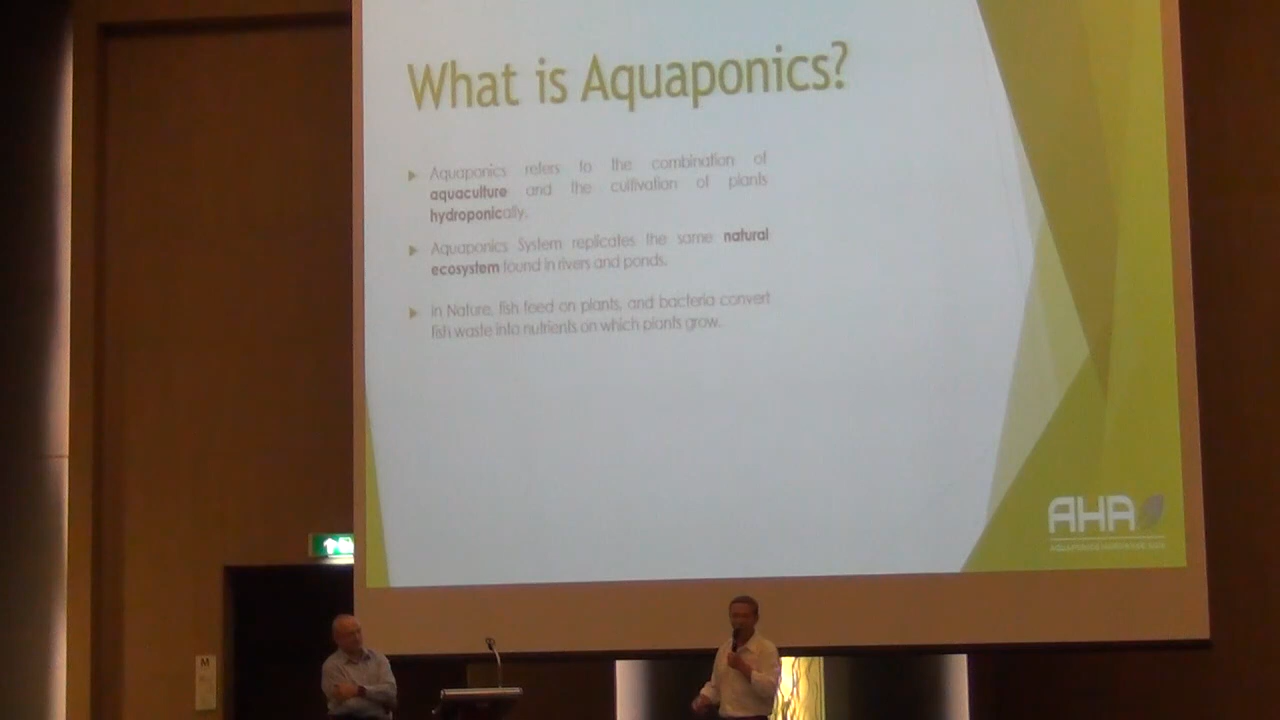 What is Aquaponics?
Aquaponics refers to the combination of
aquaculture and the cultivation of plants
hydroponically.
Aquaponics System replicates the same natural
ecosystem found in rivers and ponds.
In Nature, fish feed on plants, and bacteria convert
fish waste into nutrients on which plants grow.
AHA
M